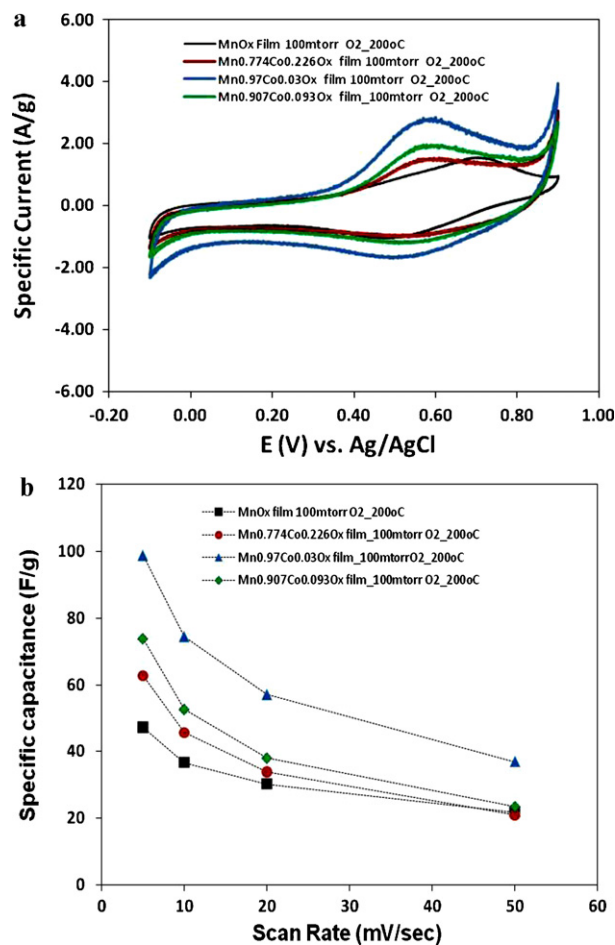 a
6.00
4.00
2.00
0.00
-2.00
-4.00
-6.00
Specific Current (A/g)
MnOx Film 100mtorr O2_200oC
Mn0.774Co0.226Ox film 100mtorr O2_200oC
Mn0.97Co0.03Ox film 100mtorr O2_200oC
Mn0.907Co0.093Ox film_100mtorr O2_200oC
-0.20 0.00 0.20 0.40 0.60 0.80 1.00
E (V) vs. Ag/AgCl
b
120
100
80
60
40
20
0
Specific capacitance (F/g)
MnOx film 100mtorr O2_200oC
Mn0.774Co0.226Ox film_100mtorr O2_200oC
Mn0.97Co0.03Ox film_100mtorrO2_200oC
Mn0.907Co0.093Ox film_100mtorr O2_200oC
0 10 20 30 40 50 60
Scan Rate (mV/sec)